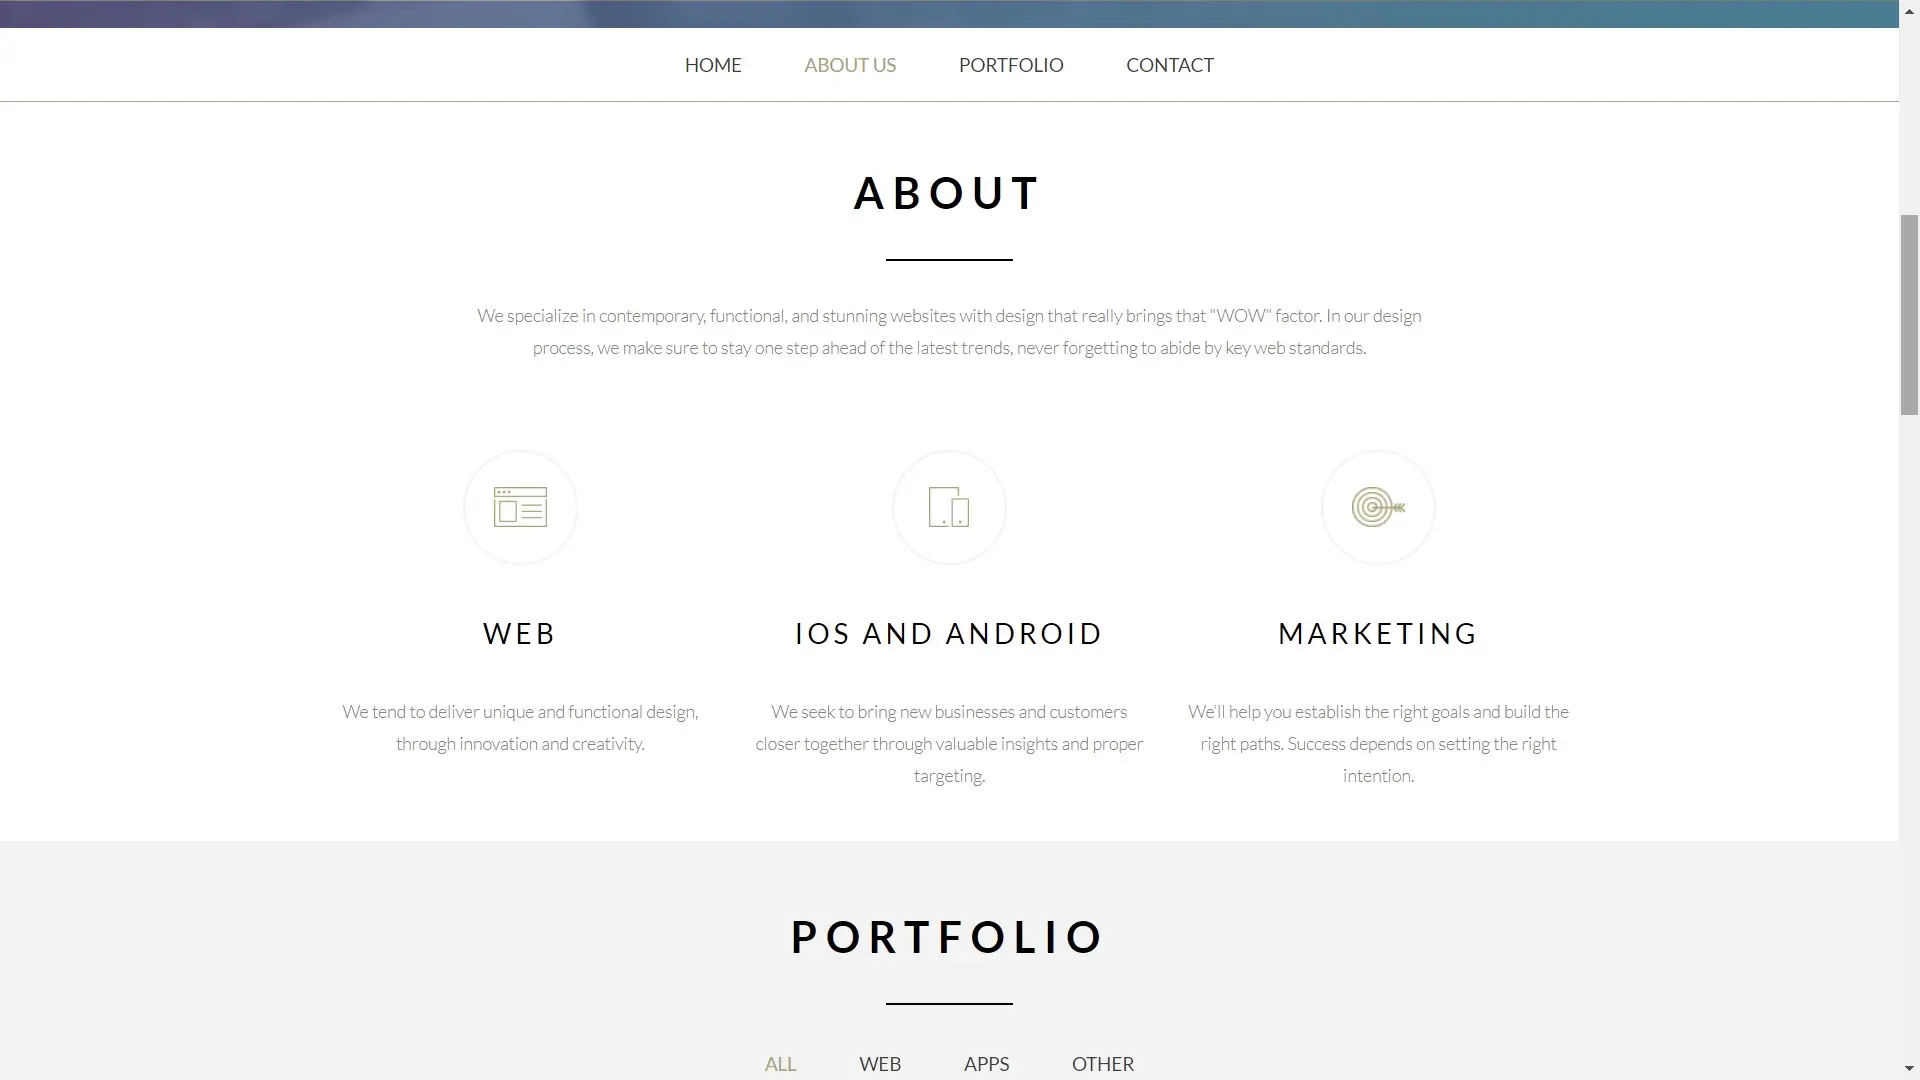 HOME ABOUT US PORTFOLIO CONTACT
ABOUT
We specialize in contemporary, functional, and stunning websites with design that really brings that "WOW" factor. In our design
process, we make sure to stay one step ahead of the latest trends, never forgetting to abide by key web standards.
WEB
We tend to deliver unique and functional design,
through innovation and creativity.
IOS AND ANDROID
We seek to bring new businesses and customers
closer together through valuable insights and proper
targeting.
MARKETING
We'll help you establish the right goals and build the
right paths. Success depends on setting the right
intention.
PORTFOLIO
ALL WEB APPS OTHER